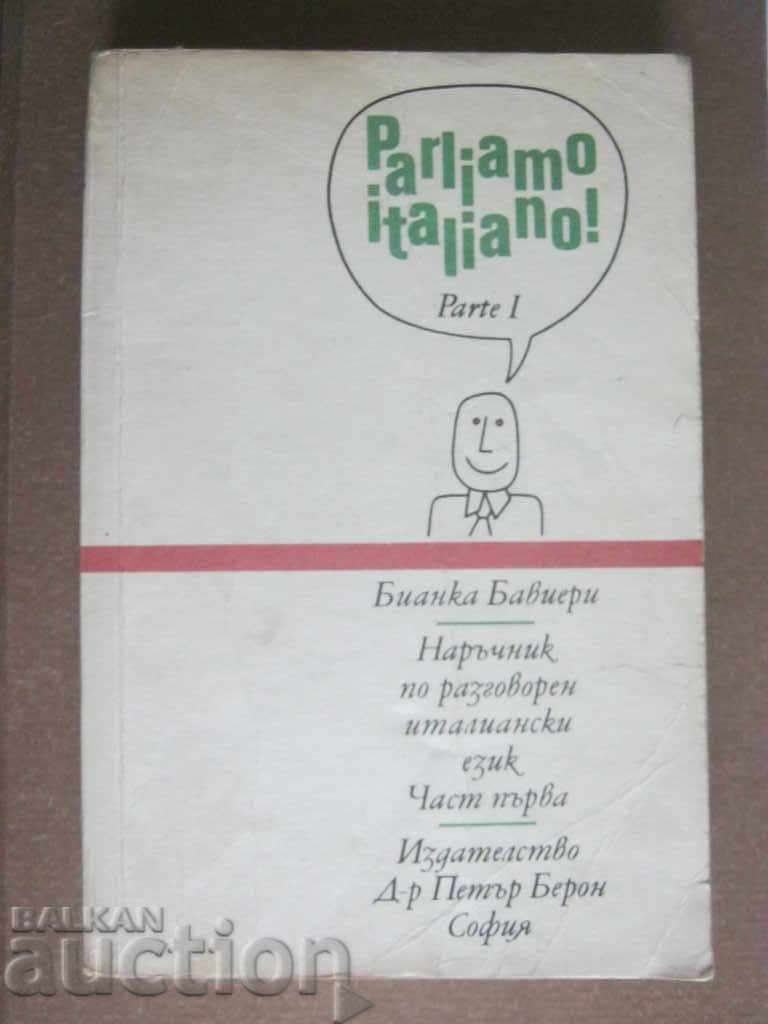 Parliamo
italiano!
Parte I
Бианка Бавиери
Наръчник
по разговорен
италиански
език
Част първа
Издателство
Д-р Петър Берон
София
BALKAN
auction